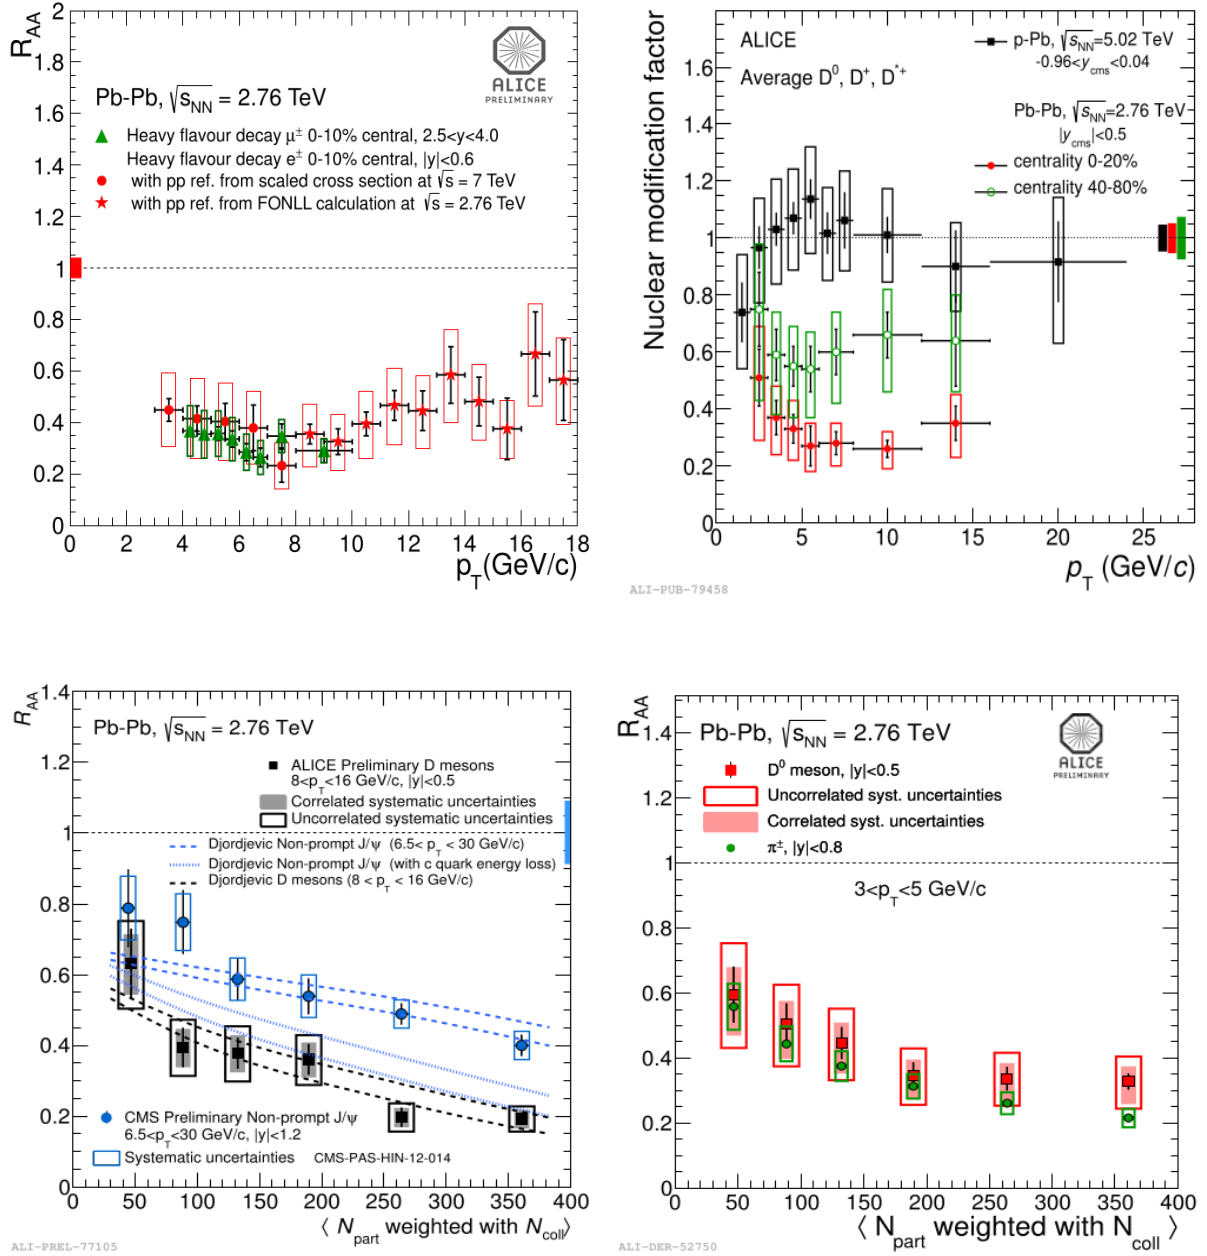 R_AA
2
1.8
1.6
1.4
1.2
1
0.8
0.6
0.4
0.2
0
0 2 4 6 8 10 12 14 16 18
p_T(GeV/c)
ALICE
PRELIMINARY
Pb-Pb, √s_NN = 2.76 TeV
Heavy flavour decay μ± 0-10% central, 2.5<y<4.0
Heavy flavour decay e± 0-10% central, |y|<0.6
with pp ref. from scaled cross section at √s = 7 TeV
with pp ref. from FONLL calculation at √s = 2.76 TeV
Nuclear modification factor
1.6
1.4
1.2
1
0.8
0.6
0.4
0.2
0
0 5 10 15 20 25
p_T (GeV/c)
ALICE
Average D⁰, D⁺, D*⁺
p-Pb, √s_NN=5.02 TeV
-0.96<y_cms<0.04
Pb-Pb, √s_NN=2.76 TeV
|y_cms|<0.5
centrality 0-20%
centrality 40-80%
ALI-PUB-79458
R_AA
1.4
1.2
1
0.8
0.6
0.4
0.2
0
0 50 100 150 200 250 300 350 400
⟨ N_part weighted with N_coll⟩
Pb-Pb, √s_NN = 2.76 TeV
ALICE Preliminary D mesons
8<p_T<16 GeV/c, |y|<0.5
Correlated systematic uncertainties
Uncorrelated systematic uncertainties
Djordjevic Non-prompt J/ψ (6.5< p_T < 30 GeV/c)
Djordjevic Non-prompt J/ψ (with c quark energy loss)
Djordjevic D mesons (8 < p_T < 16 GeV/c)
CMS Preliminary Non-prompt J/ψ
6.5<p_T<30 GeV/c, |y|<1.2
Systematic uncertainties CMS-PAS-HIN-12-014
ALI-PREL-77105
R_AA
1.4
1.2
1
0.8
0.6
0.4
0.2
0
0 50 100 150 200 250 300 350 400
⟨ N_part weighted with N_coll⟩
Pb-Pb, √s_NN = 2.76 TeV
ALICE
PRELIMINARY
D⁰ meson, |y|<0.5
Uncorrelated syst. uncertainties
Correlated syst. uncertainties
π±, |y|<0.8
3<p_T<5 GeV/c
ALI-DER-52750